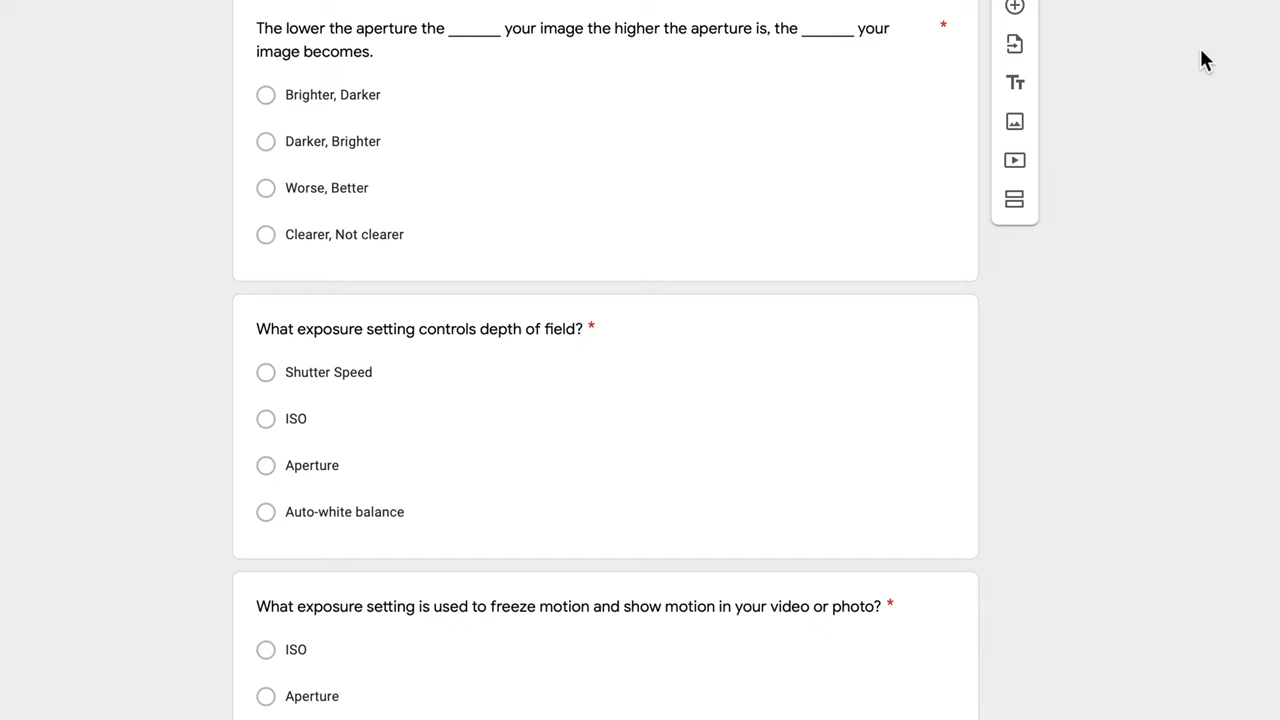 The lower the aperture the ______ your image the higher the aperture is, the ______ your *
image becomes.
Brighter, Darker
Darker, Brighter
Worse, Better
Clearer, Not clearer
What exposure setting controls depth of field? *
Shutter Speed
ISO
Aperture
Auto-white balance
What exposure setting is used to freeze motion and show motion in your video or photo? *
ISO
Aperture
Tт